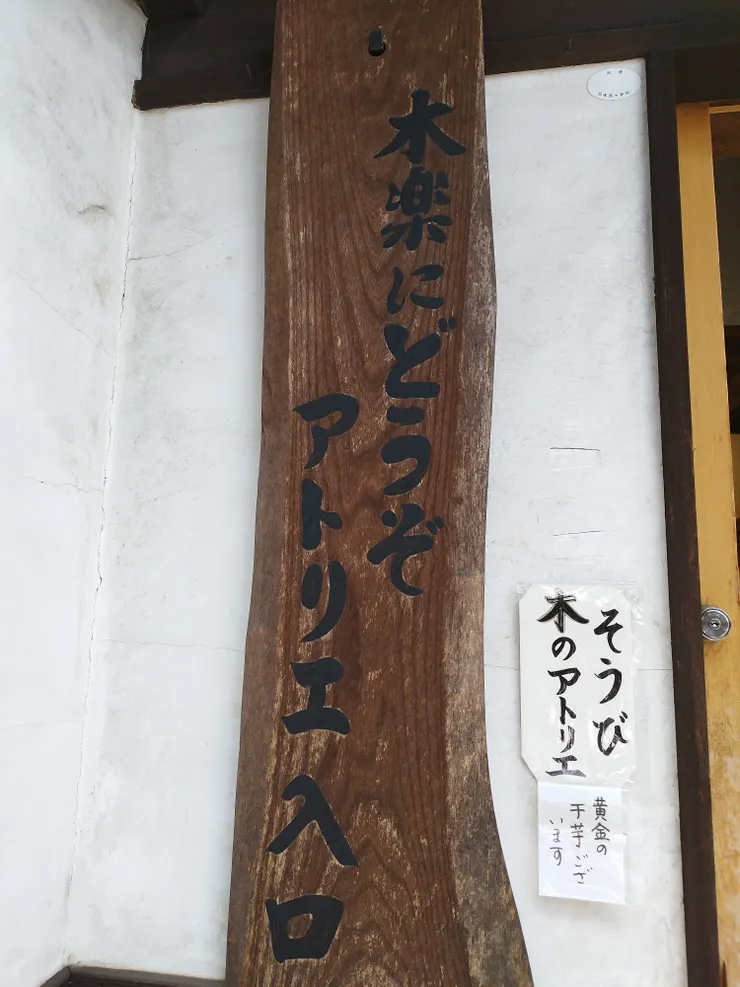 木楽にどうぞ
アトリエ入口
そうび
木のアトリエ
黄金の
干芋ござ
います